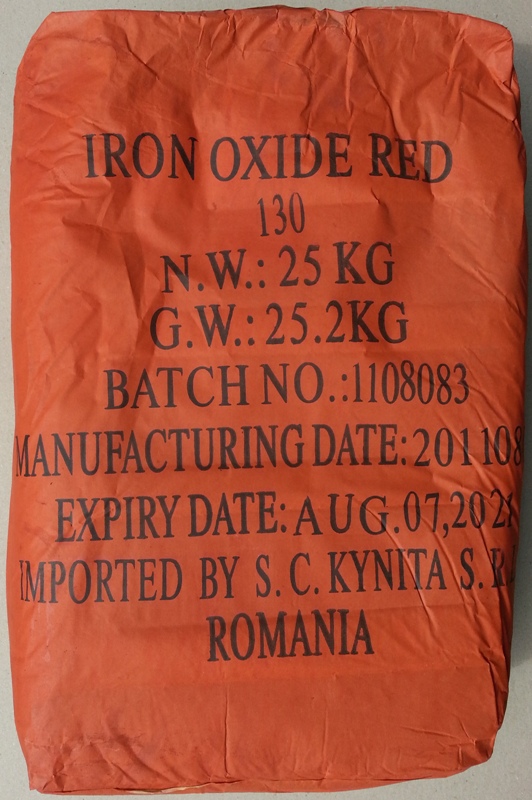 IRON OXIDE RED
130
N.W.: 25 KG
G.W.: 25.2KG
BATCH NO.:1108083
MANUFACTURING DATE: 201108
EXPIRY DATE: AUG.07,2021
IMPORTED BY S.C. KYNITA S.R.L
ROMANIA